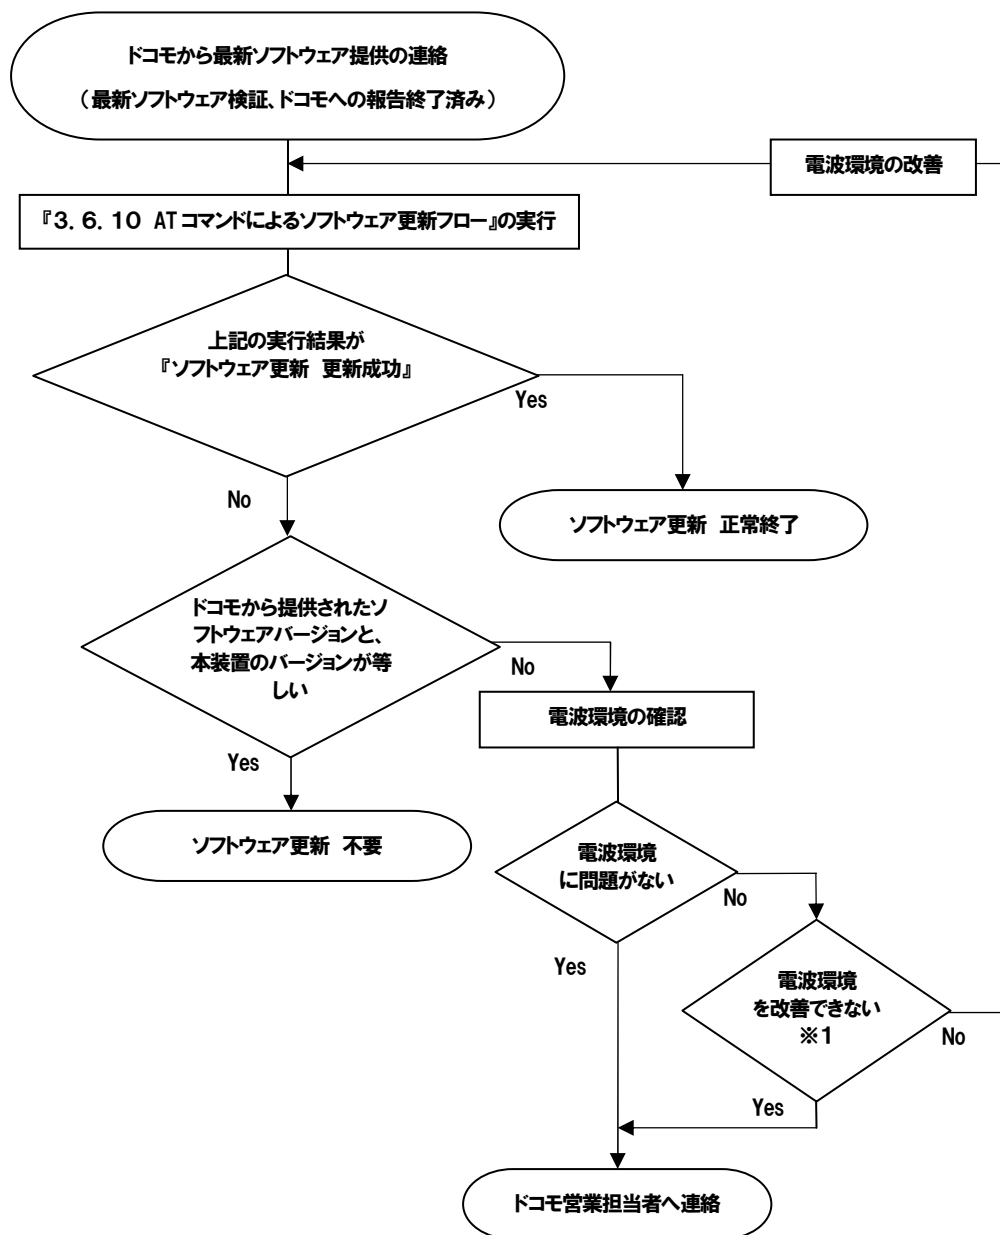 ドコモから最新ソフトウェア提供の連絡
（最新ソフトウェア検証、ドコモへの報告終了済み）
電波環境の改善
『3．6．10 ATコマンドによるソフトウェア更新フロー』の実行
上記の実行結果が
『ソフトウェア更新 更新成功』
Yes
No
ソフトウェア更新 正常終了
ドコモから提供されたソ
フトウェアバージョンと、
本装置のバージョンが等
しい
No
電波環境の確認
Yes
ソフトウェア更新 不要
電波環境
に問題がない
No
Yes
電波環境
を改善できない
※1
No
Yes
ドコモ営業担当者へ連絡